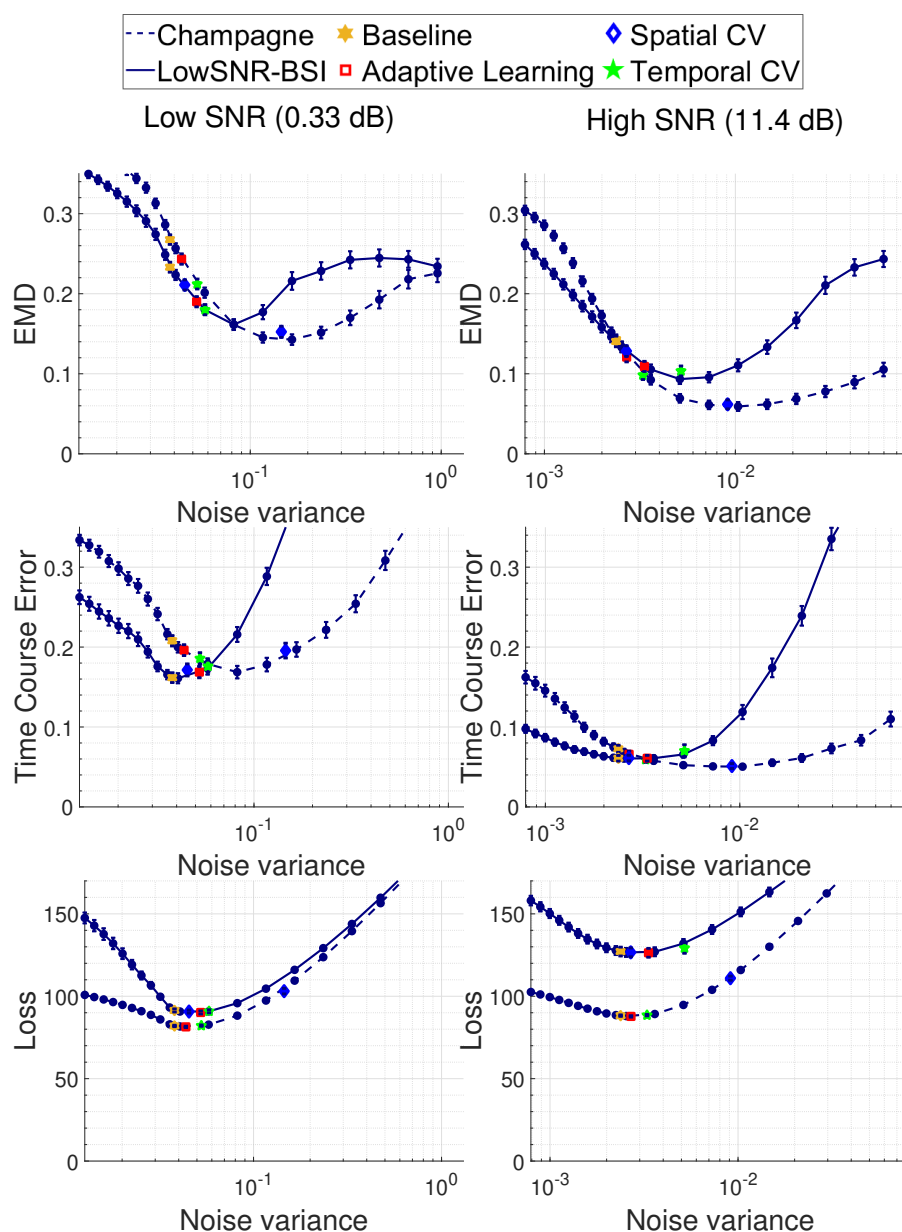 Champagne Baseline Spatial CV
LowSNR-BSI Adaptive Learning Temporal CV
Low SNR (0.33 dB) High SNR (11.4 dB)
EMD
0.3
0.2
0.1
0
10⁻¹ 10⁰
Noise variance
EMD
0.3
0.2
0.1
0
10⁻³ 10⁻²
Noise variance
Time Course Error
0.3
0.2
0.1
0
10⁻¹ 10⁰
Noise variance
Time Course Error
0.3
0.2
0.1
0
10⁻³ 10⁻²
Noise variance
Loss
150
100
50
0
10⁻¹ 10⁰
Noise variance
Loss
150
100
50
0
10⁻³ 10⁻²
Noise variance